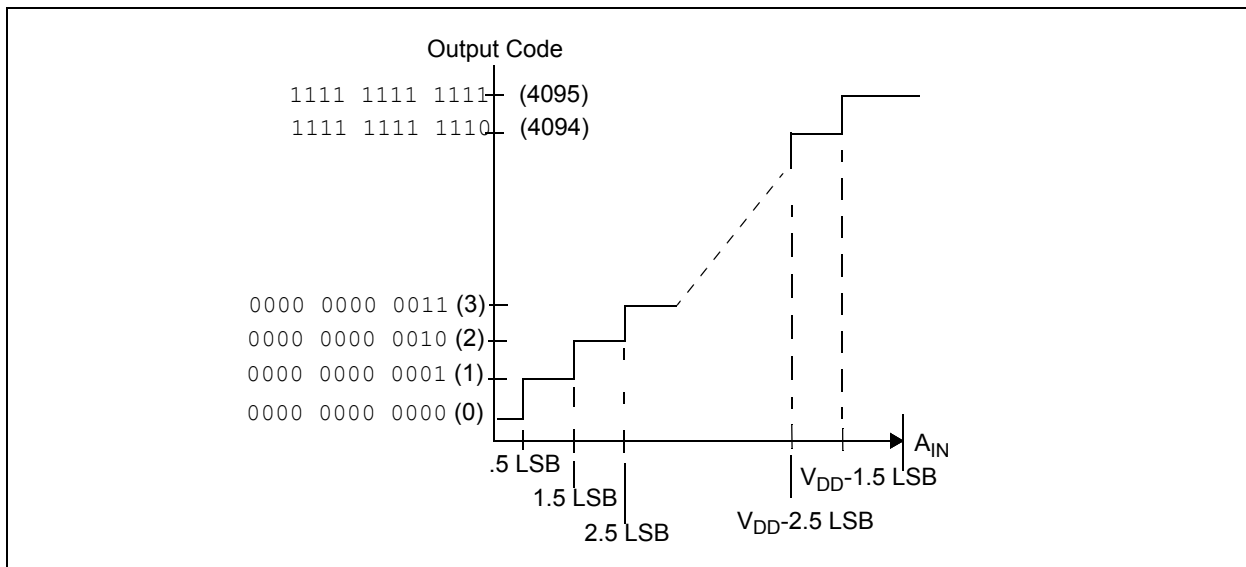 Output Code
1111 1111 1111 (4095)
1111 1111 1110 (4094)
0000 0000 0011 (3)
0000 0000 0010 (2)
0000 0000 0001 (1)
0000 0000 0000 (0)
AIN
.5 LSB
VDD-1.5 LSB
1.5 LSB
VDD-2.5 LSB
2.5 LSB